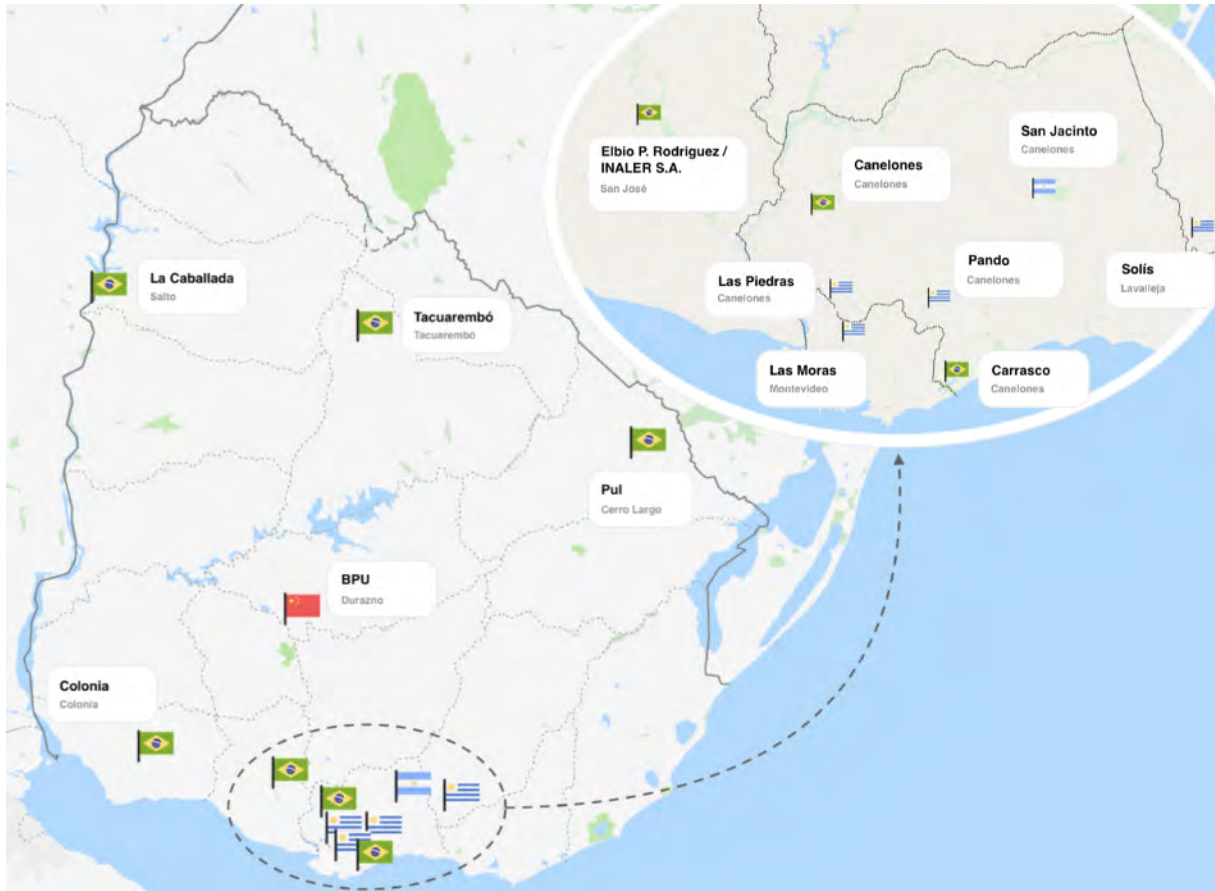 La Caballada
Salto
Tacuarembó
Tacuarembó
Pul
Cerro Largo
BPU
Durazno
Colonia
Colonia
Elbio P. Rodriguez /
INALER S.A.
San José
Canelones
Canelones
San Jacinto
Canelones
Las Piedras
Canelones
Pando
Canelones
Solís
Lavalleja
Las Moras
Montevideo
Carrasco
Canelones